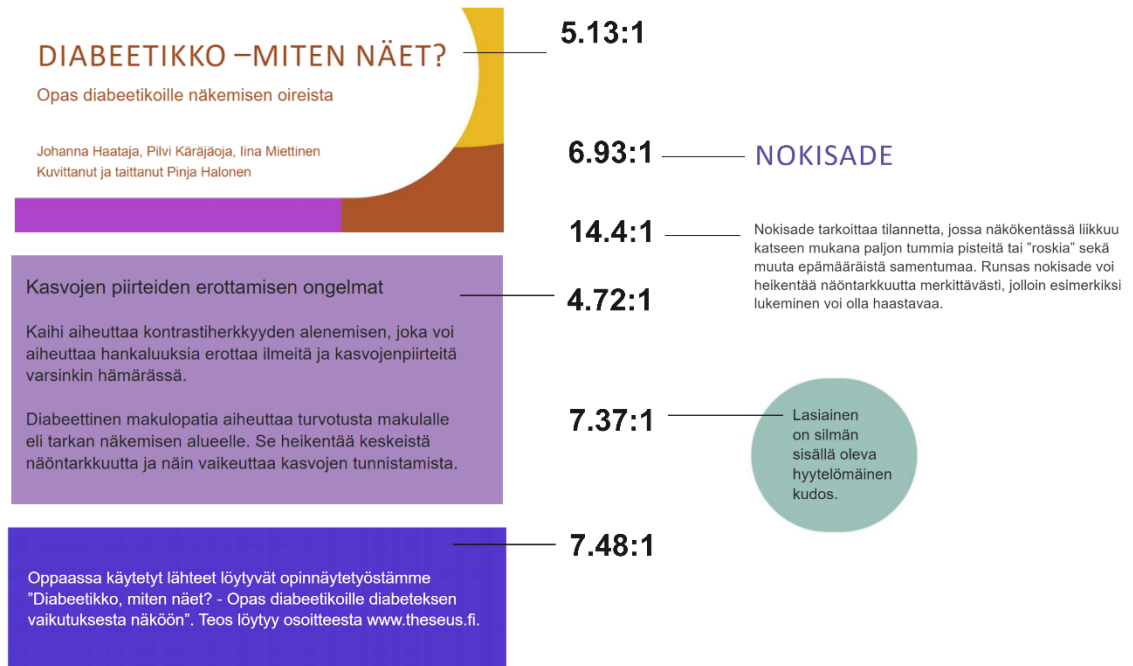 DIABEETIKKO –MITEN NÄET?
Opas diabeetikoille näkemisen oireista
Johanna Haataja, Pilvi Käräjäoja, Iina Miettinen
Kuvittanut ja taittanut Pinja Halonen
5.13:1
6.93:1
NOKISADE
14.4:1
Nokisade tarkoittaa tilannetta, jossa näkökentässä liikkuu
katseen mukana paljon tummia pisteitä tai ”roskia” sekä
muuta epämääräistä samentumaa. Runsas nokisade voi
heikentää näöntarkkuutta merkittävästi, jolloin esimerkiksi
lukeminen voi olla haastavaa.
Kasvojen piirteiden erottamisen ongelmat
Kaihi aiheuttaa kontrastiherkkyyden alenemisen, joka voi
aiheuttaa hankaluuksia erottaa ilmeitä ja kasvojenpiirteitä
varsinkin hämärässä.
Diabeettinen makulopatia aiheuttaa turvotusta makulalle
eli tarkan näkemisen alueelle. Se heikentää keskeistä
näöntarkkuutta ja näin vaikeuttaa kasvojen tunnistamista.
4.72:1
7.37:1
Lasiainen
on silmän
sisällä oleva
hyytelömäinen
kudos.
7.48:1
Oppaassa käytetyt lähteet löytyvät opinnäytetyöstämme
”Diabeetikko, miten näet? - Opas diabeetikoille diabeteksen
vaikutuksesta näköön”. Teos löytyy osoitteesta www.theseus.fi.